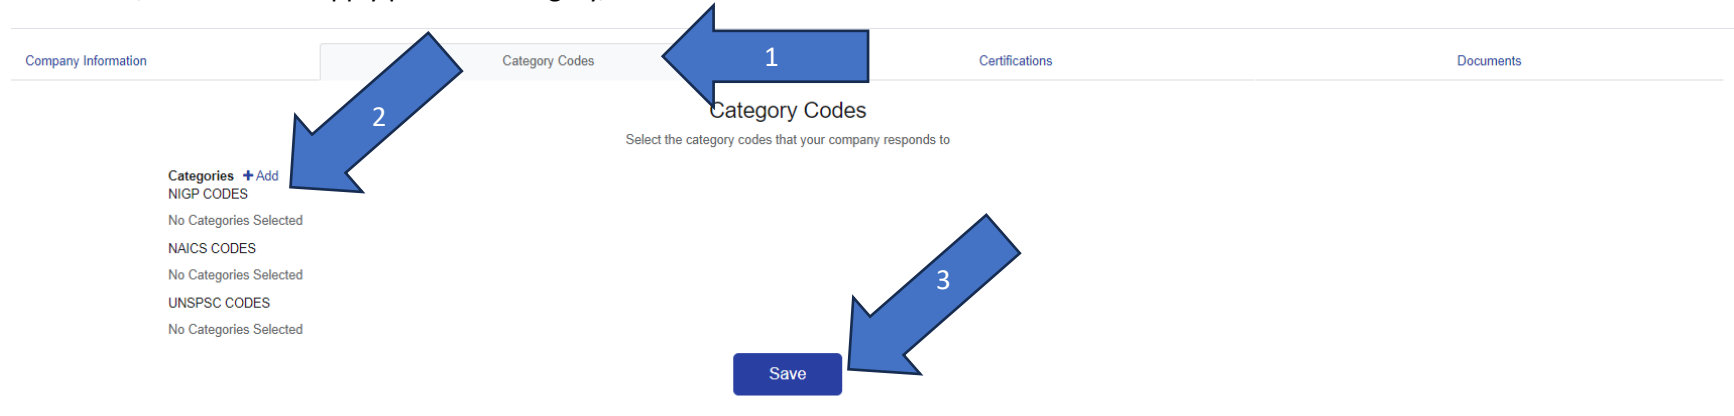 Company Information
Category Codes
1
Certifications
Documents
2
Category Codes
Select the category codes that your company responds to
Categories + Add
NIGP CODES
No Categories Selected
NAICS CODES
No Categories Selected
3
UNSPSC CODES
No Categories Selected
Save